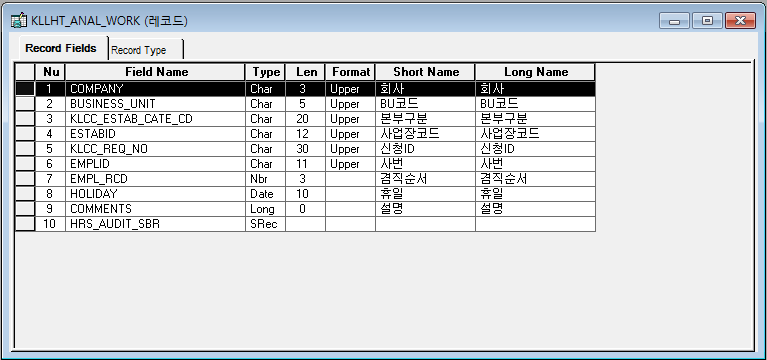 KLLHT_ANAL_WORK (레코드)
Record Fields Record Type
Nu Field Name Type Len Format Short Name Long Name
1 COMPANY Char 3 Upper 회사 회사
2 BUSINESS_UNIT Char 5 Upper BU코드 BU코드
3 KLCC_ESTAB_CATE_CD Char 20 Upper 본부구분 본부구분
4 ESTABID Char 12 Upper 사업장코드 사업장코드
5 KLCC_REQ_NO Char 30 Upper 신청ID 신청ID
6 EMPLID Char 11 Upper 사번 사번
7 EMPL_RCD Nbr 3 겸직순서 겸직순서
8 HOLIDAY Date 10 휴일 휴일
9 COMMENTS Long 0 설명 설명
10 HRS_AUDIT_SBR SRec